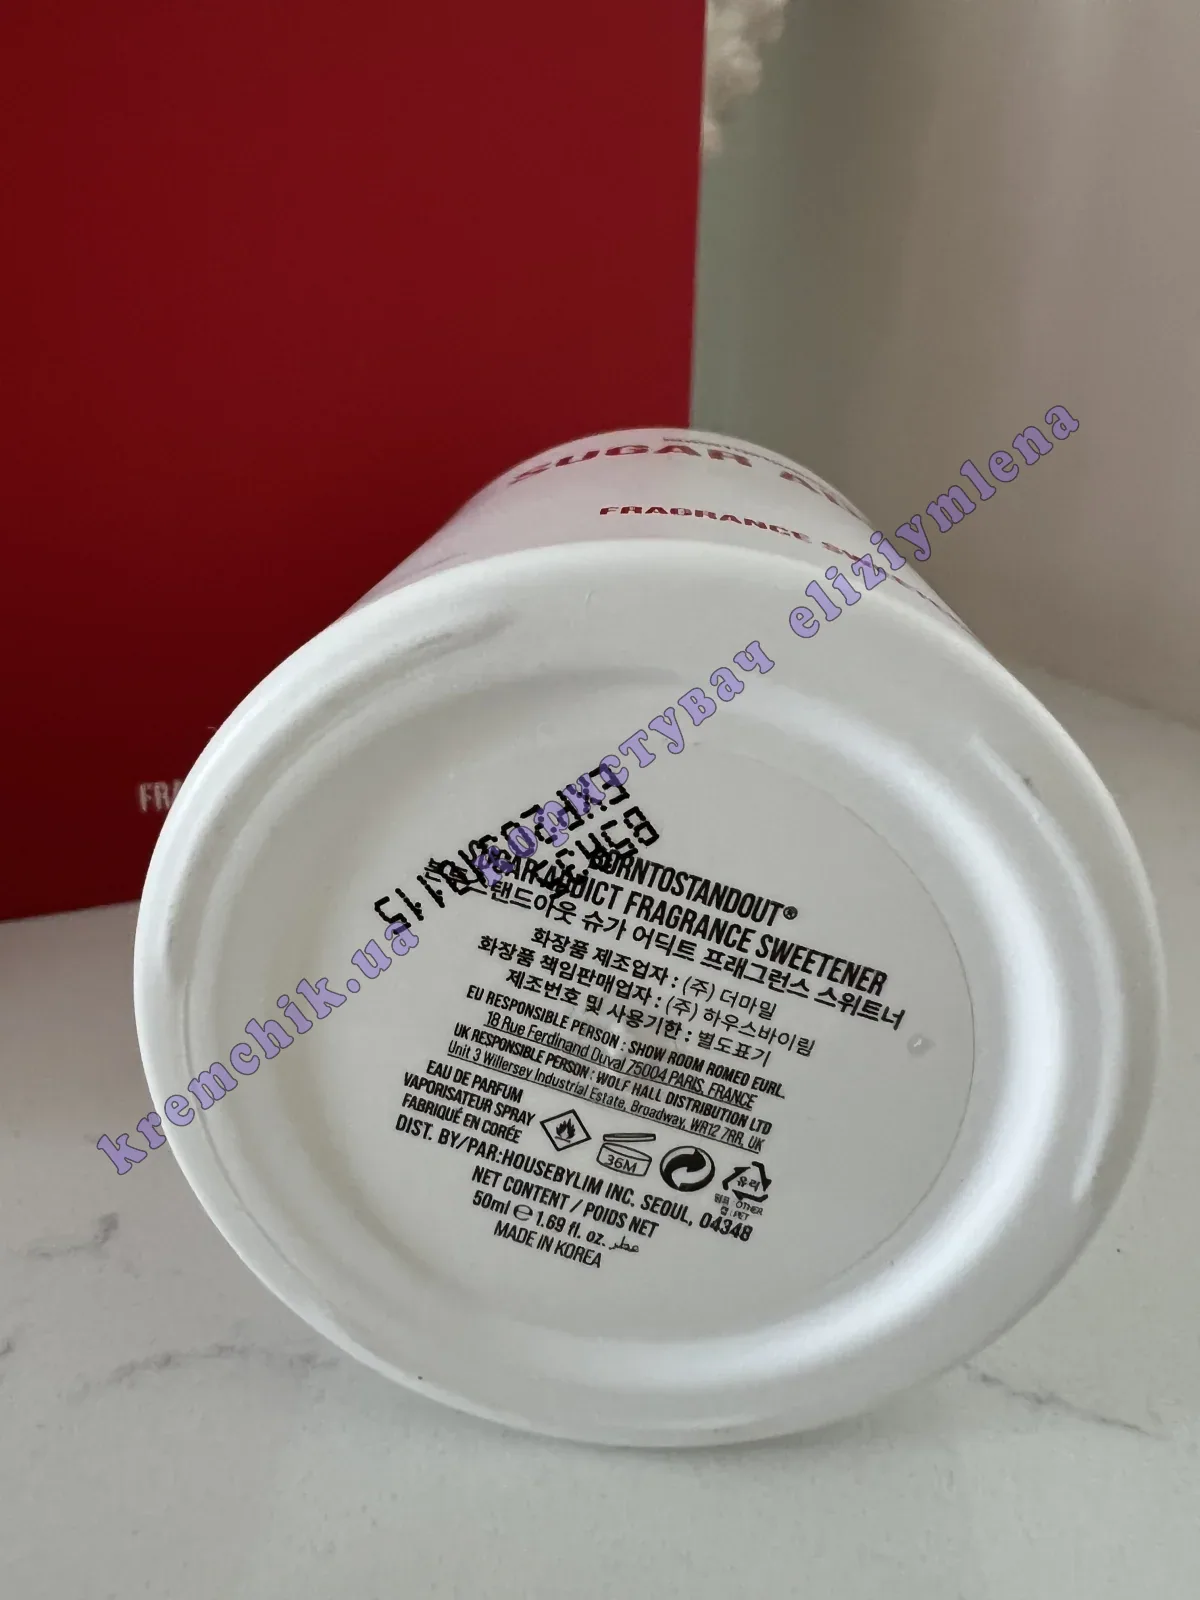 SUGAR
FRAGRANCE
FRA
BORNTOSTANDOUT®
ADDICT FRAGRANCE SWEETENER
슈가 어딕트 프래그런스 스위트너
화장품 제조업자 : (주) 더마밀
화장품 책임판매업자 : (주) 하우스바이림
제조번호 및 사용기한 : 별도표기
EU RESPONSIBLE PERSON : SHOW ROOM ROMEO EURL.
18 Rue Ferdinand Duval 75004 PARIS, FRANCE
UK RESPONSIBLE PERSON : WOLF HALL DISTRIBUTION LTD
Unit 3 Willersey Industrial Estate, Broadway, WR12 7RR, UK
EAU DE PARFUM
VAPORISATEUR SPRAY
FABRIQUÉ EN CORÉE
36M
유리
OTHER
PET
DIST. BY/PAR:HOUSEBYLIM INC. SEOUL, 04348
NET CONTENT / POIDS NET
50ml ℮ 1.69 fl. oz. عطر
MADE IN KOREA
kremchik.ua користувач eliziymlena